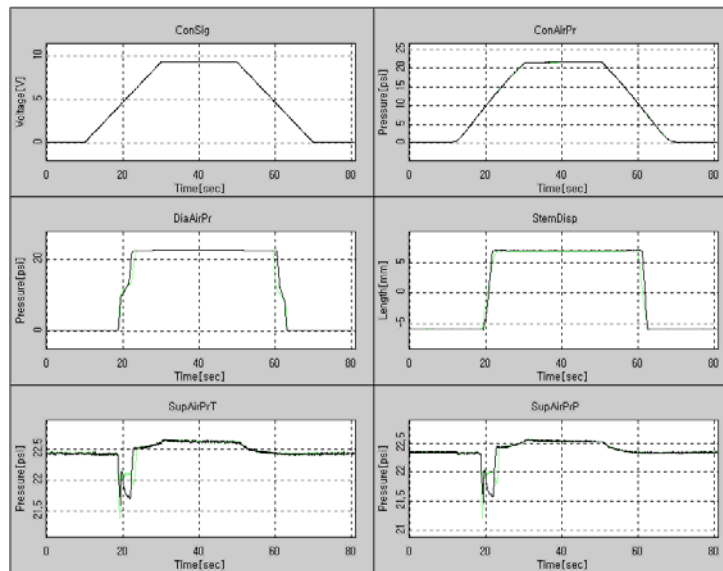 ConSig
Voltage[V]
10
5
0
0
20
40
60
80
Time[sec]
ConAirPr
Pressure[psi]
25
20
15
10
5
0
0
20
40
60
80
Time[sec]
DiaAirPr
Pressure[psi]
20
0
0
20
40
60
80
Time[sec]
StemDisp
Length[mm]
5
0
-5
0
20
40
60
80
Time[sec]
SupAirPrT
Pressure[psi]
22.5
22
21.5
0
20
40
60
80
Time[sec]
SupAirPrP
Pressure[psi]
22.5
22
21.5
21
0
20
40
60
80
Time[sec]